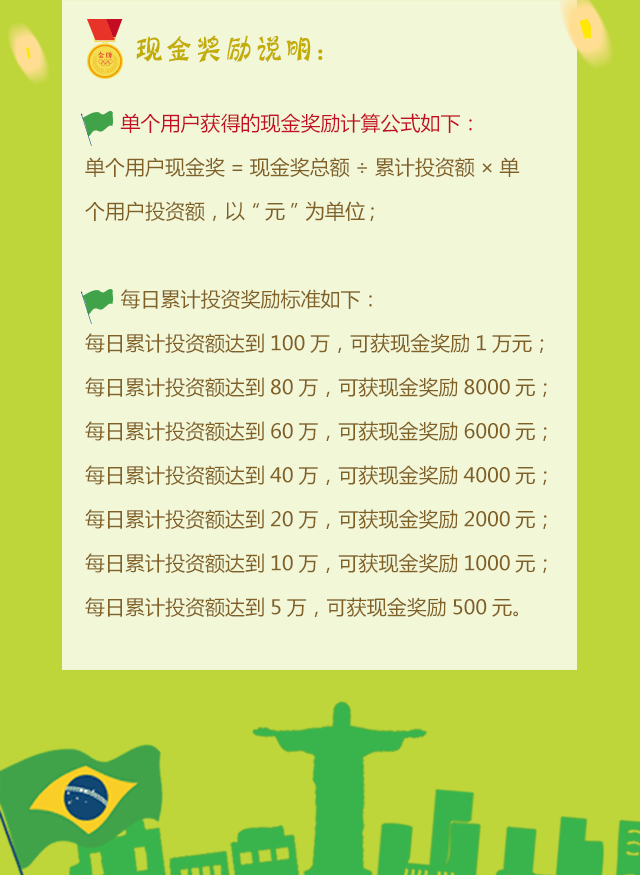 金牌
现金奖励说明：
单个用户获得的现金奖励计算公式如下：
单个用户现金奖 = 现金奖总额 ÷ 累计投资额 × 单
个用户投资额，以“元”为单位；
每日累计投资奖励标准如下：
每日累计投资额达到 100 万，可获现金奖励 1 万元；
每日累计投资额达到 80 万，可获现金奖励 8000 元；
每日累计投资额达到 60 万，可获现金奖励 6000 元；
每日累计投资额达到 40 万，可获现金奖励 4000 元；
每日累计投资额达到 20 万，可获现金奖励 2000 元；
每日累计投资额达到 10 万，可获现金奖励 1000 元；
每日累计投资额达到 5 万，可获现金奖励 500 元。